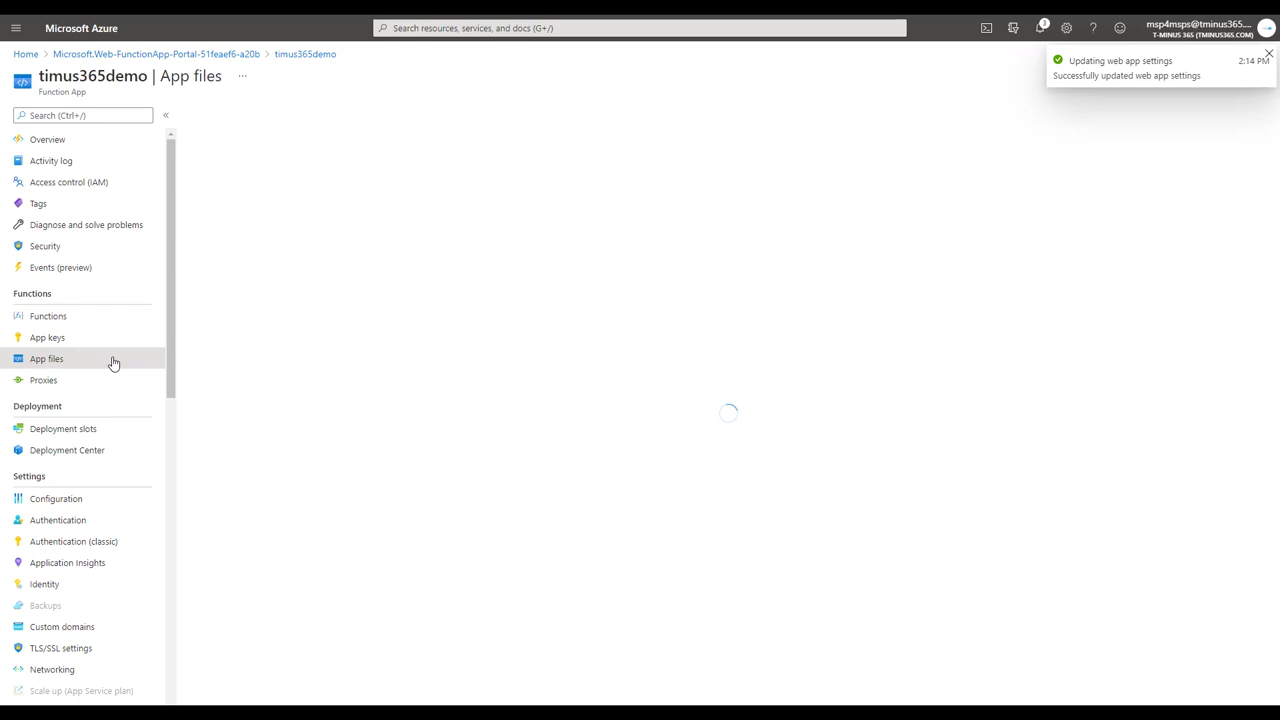 Microsoft Azure
Search resources, services, and docs (G+/)
3
msp4msps@tminus365....
T-MINUS 365 (TMINUS365.COM)
Home > Microsoft.Web-FunctionApp-Portal-51feaef6-a20b > timus365demo
timus365demo | App files ...
Function App
Updating web app settings 2:14 PM
Successfully updated web app settings
Search (Ctrl+/) «
Overview
Activity log
Access control (IAM)
Tags
Diagnose and solve problems
Security
Events (preview)
Functions
Functions
App keys
App files
Proxies
Deployment
Deployment slots
Deployment Center
Settings
Configuration
Authentication
Authentication (classic)
Application Insights
Identity
Backups
Custom domains
TLS/SSL settings
Networking
Scale up (App Service plan)